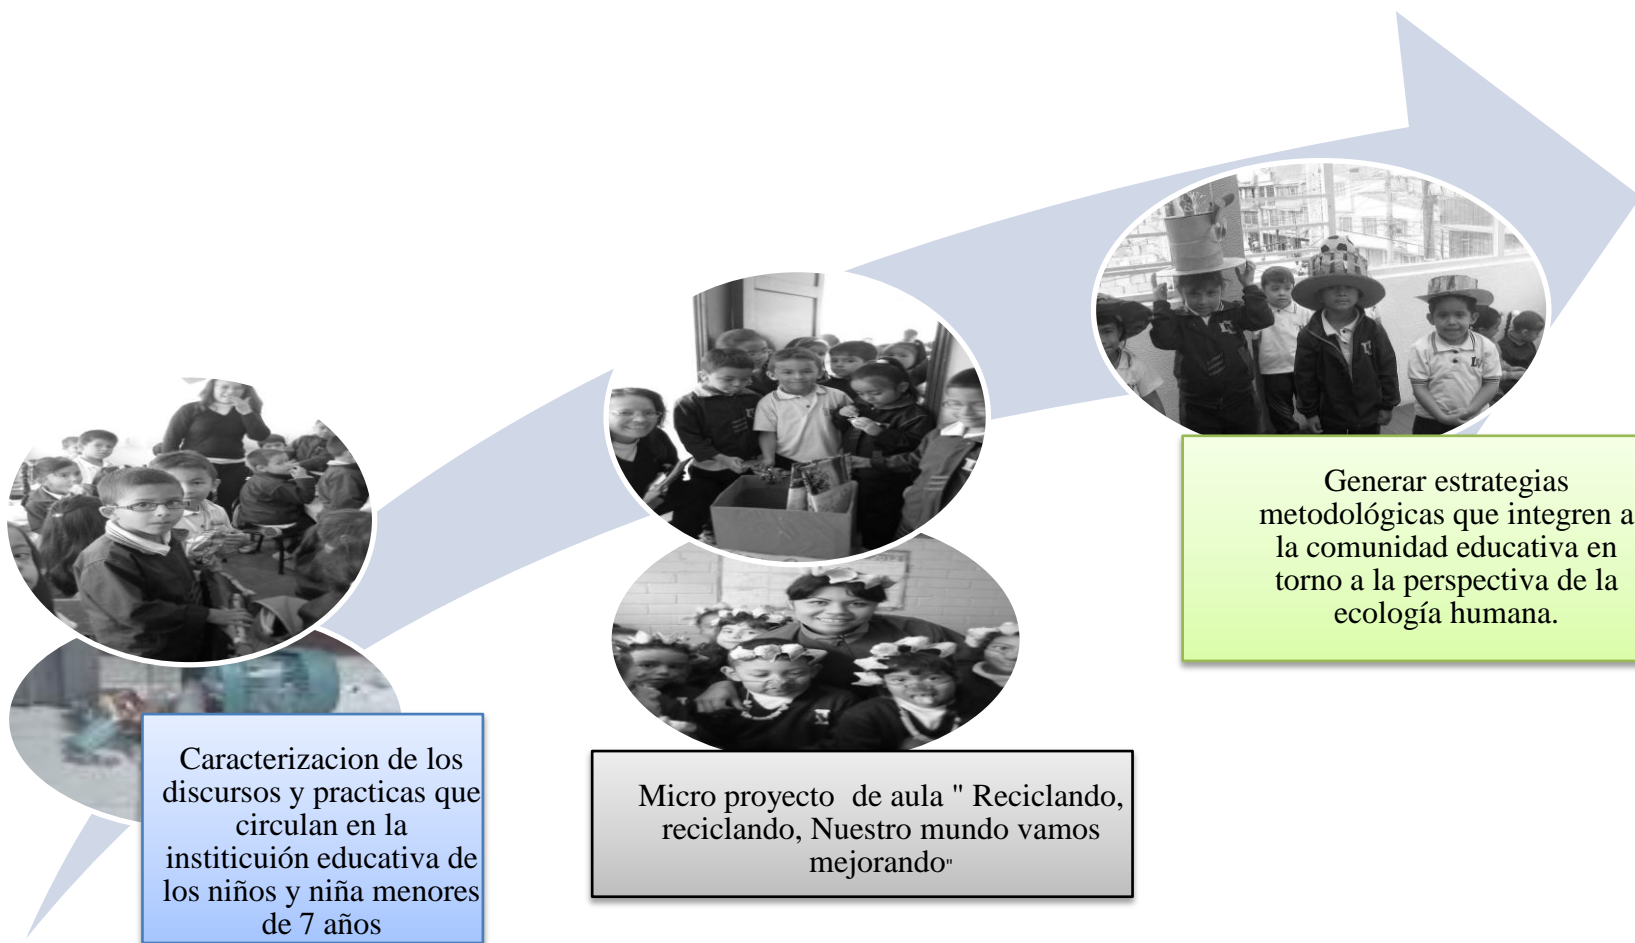 Caracterizacion de los
discursos y practicas que
circulan en la
institicuión educativa de
los niños y niña menores
de 7 años
Micro proyecto  de aula " Reciclando,
reciclando, Nuestro mundo vamos
mejorando"
Generar estrategias
metodológicas que integren a
la comunidad educativa en
torno a la perspectiva de la
ecología humana.